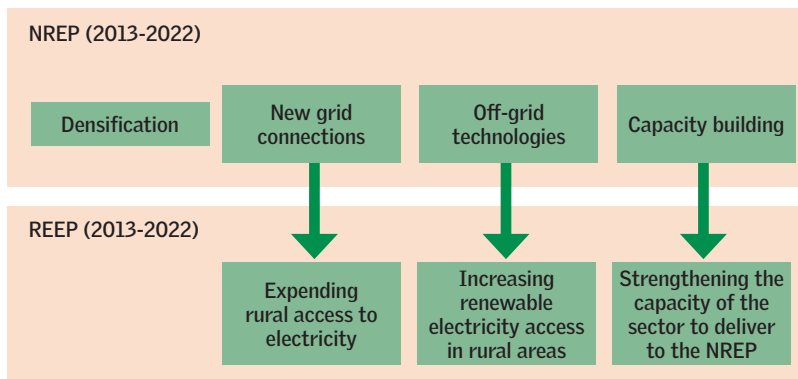 NREP (2013-2022)
Densification
New grid
connections
Off-grid
technologies
Capacity building
REEP (2013-2022)
Expending
rural access to
electricity
Increasing
renewable
electricity access
in rural areas
Strengthening the
capacity of the
sector to deliver
to the NREP